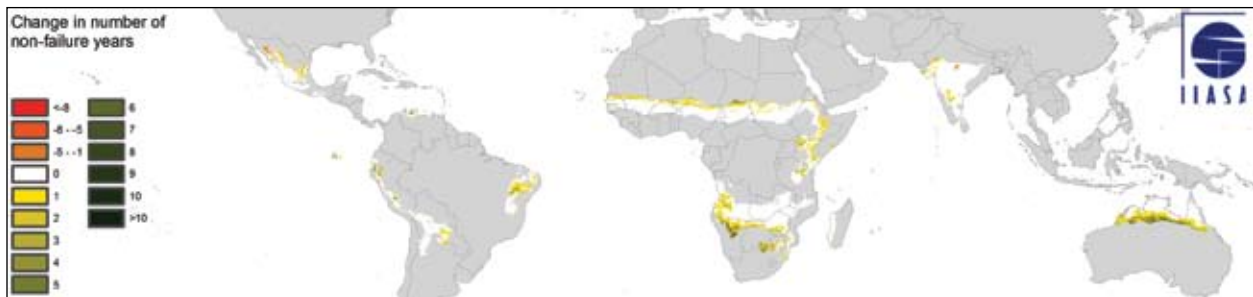 Change in number of
non-failure years
<-8
-8 - -5
-5 - -1
0
1
2
3
4
5
6
7
8
9
10
>10
IIASA